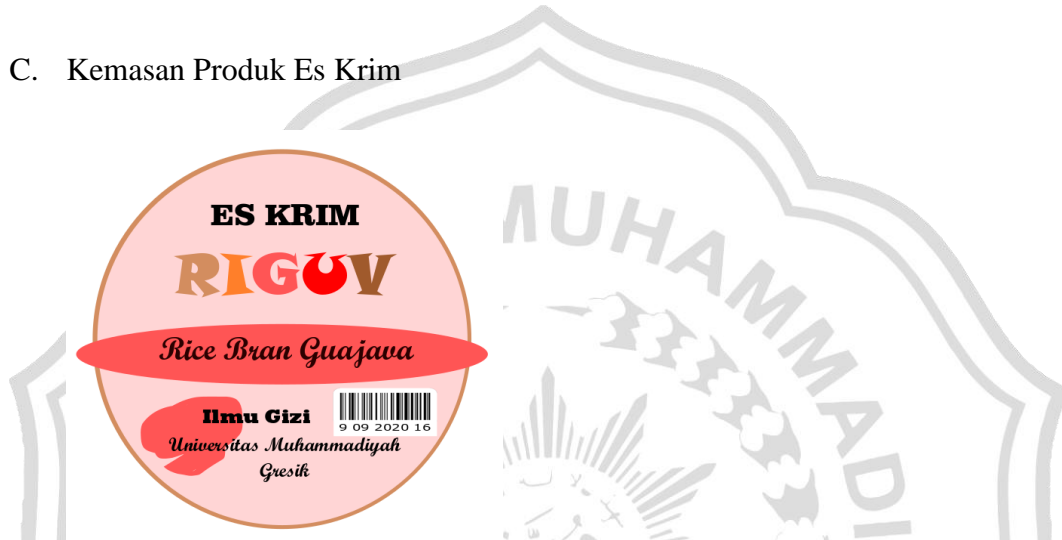 C. Kemasan Produk Es Krim
ES KRIM
RIGUV
Rice Bran Guajava
Ilmu Gizi
9 09 2020 16
Universitas Muhammadiyah
Gresik
MUHAMMADI